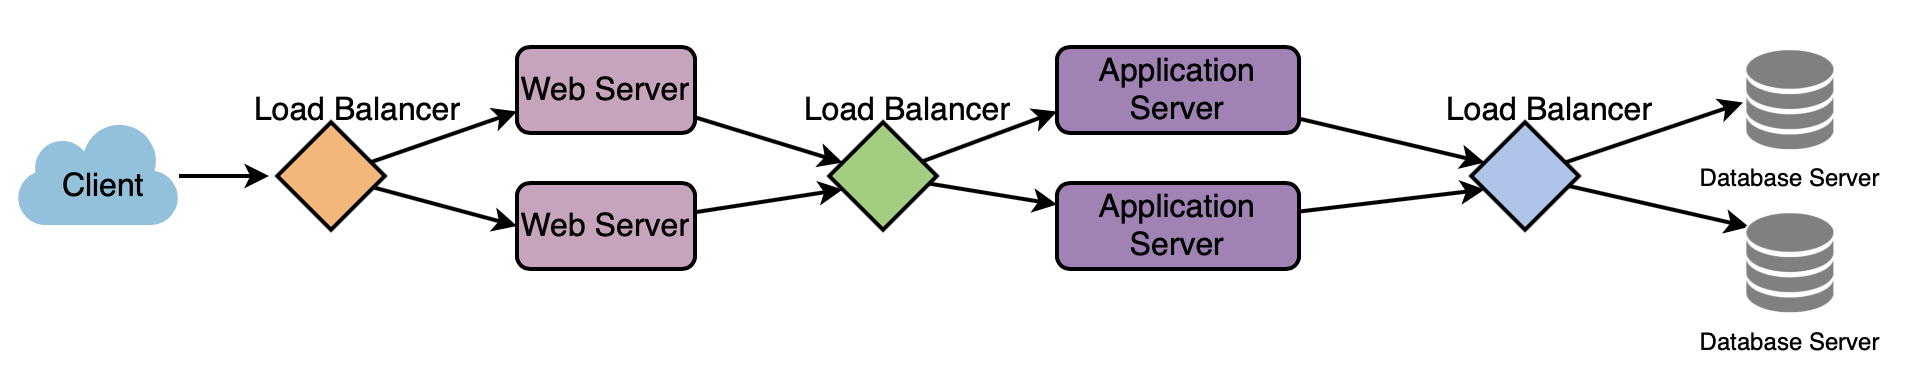 Client
Load Balancer
Web Server
Web Server
Load Balancer
Application
Server
Application
Server
Load Balancer
Database Server
Database Server